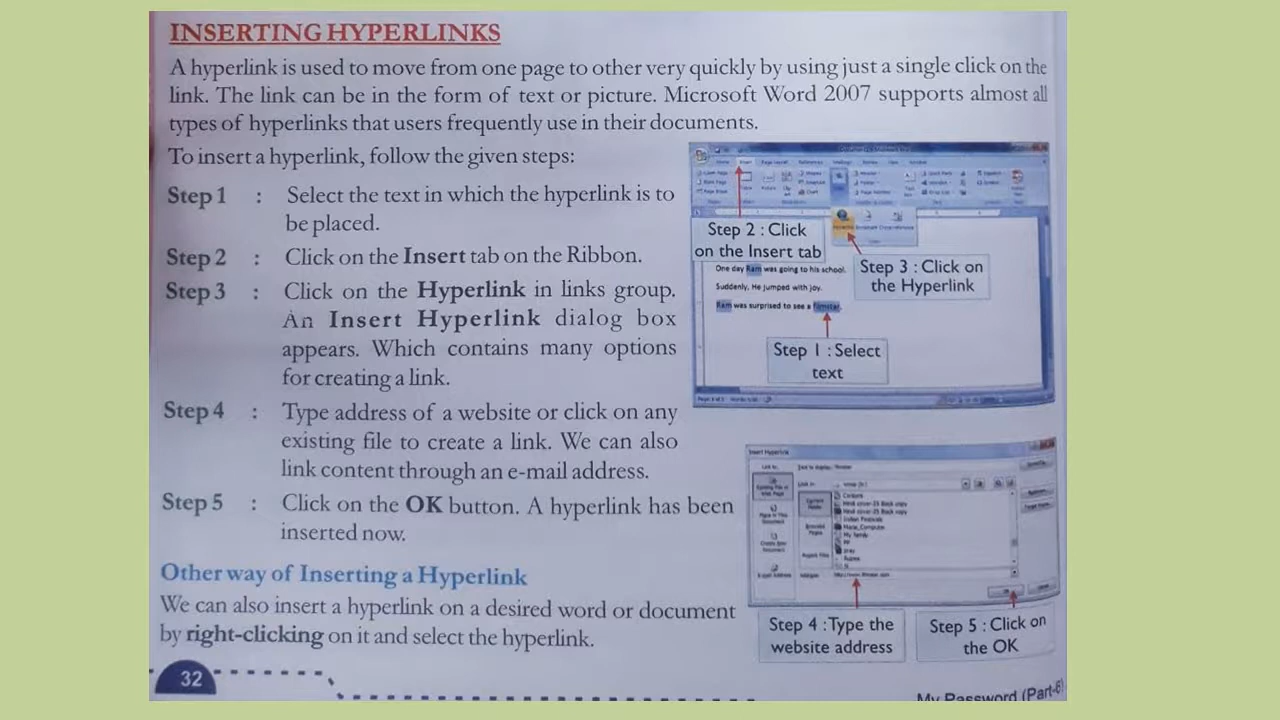 INSERTING HYPERLINKS
A hyperlink is used to move from one page to other very quickly by using just a single click on the
link. The link can be in the form of text or picture. Microsoft Word 2007 supports almost all
types of hyperlinks that users frequently use in their documents.
To insert a hyperlink, follow the given steps:
Step 1 : Select the text in which the hyperlink is to
be placed.
Step 2 : Click on the Insert tab on the Ribbon.
Step 3 : Click on the Hyperlink in links group.
An Insert Hyperlink dialog box
appears. Which contains many options
for creating a link.
Step 4 : Type address of a website or click on any
existing file to create a link. We can also
link content through an e-mail address.
Step 5 : Click on the OK button. A hyperlink has been
inserted now.
Other way of Inserting a Hyperlink
We can also insert a hyperlink on a desired word or document
by right-clicking on it and select the hyperlink.
32
Step 2 : Click
on the Insert tab
Step 3 : Click on
the Hyperlink
One day Ram was going to his school.
Suddenly, He jumped with joy.
Ram was surprised to see a filmstar.
Step 1 : Select
text
Insert Hyperlink
Step 4 : Type the
website address
Step 5 : Click on
the OK
My Password (Part-6)